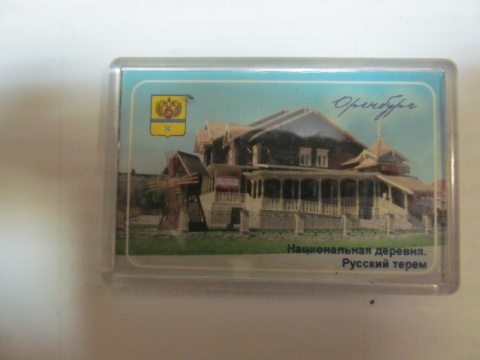 Оренбург
Национальная деревня.
Русский терем